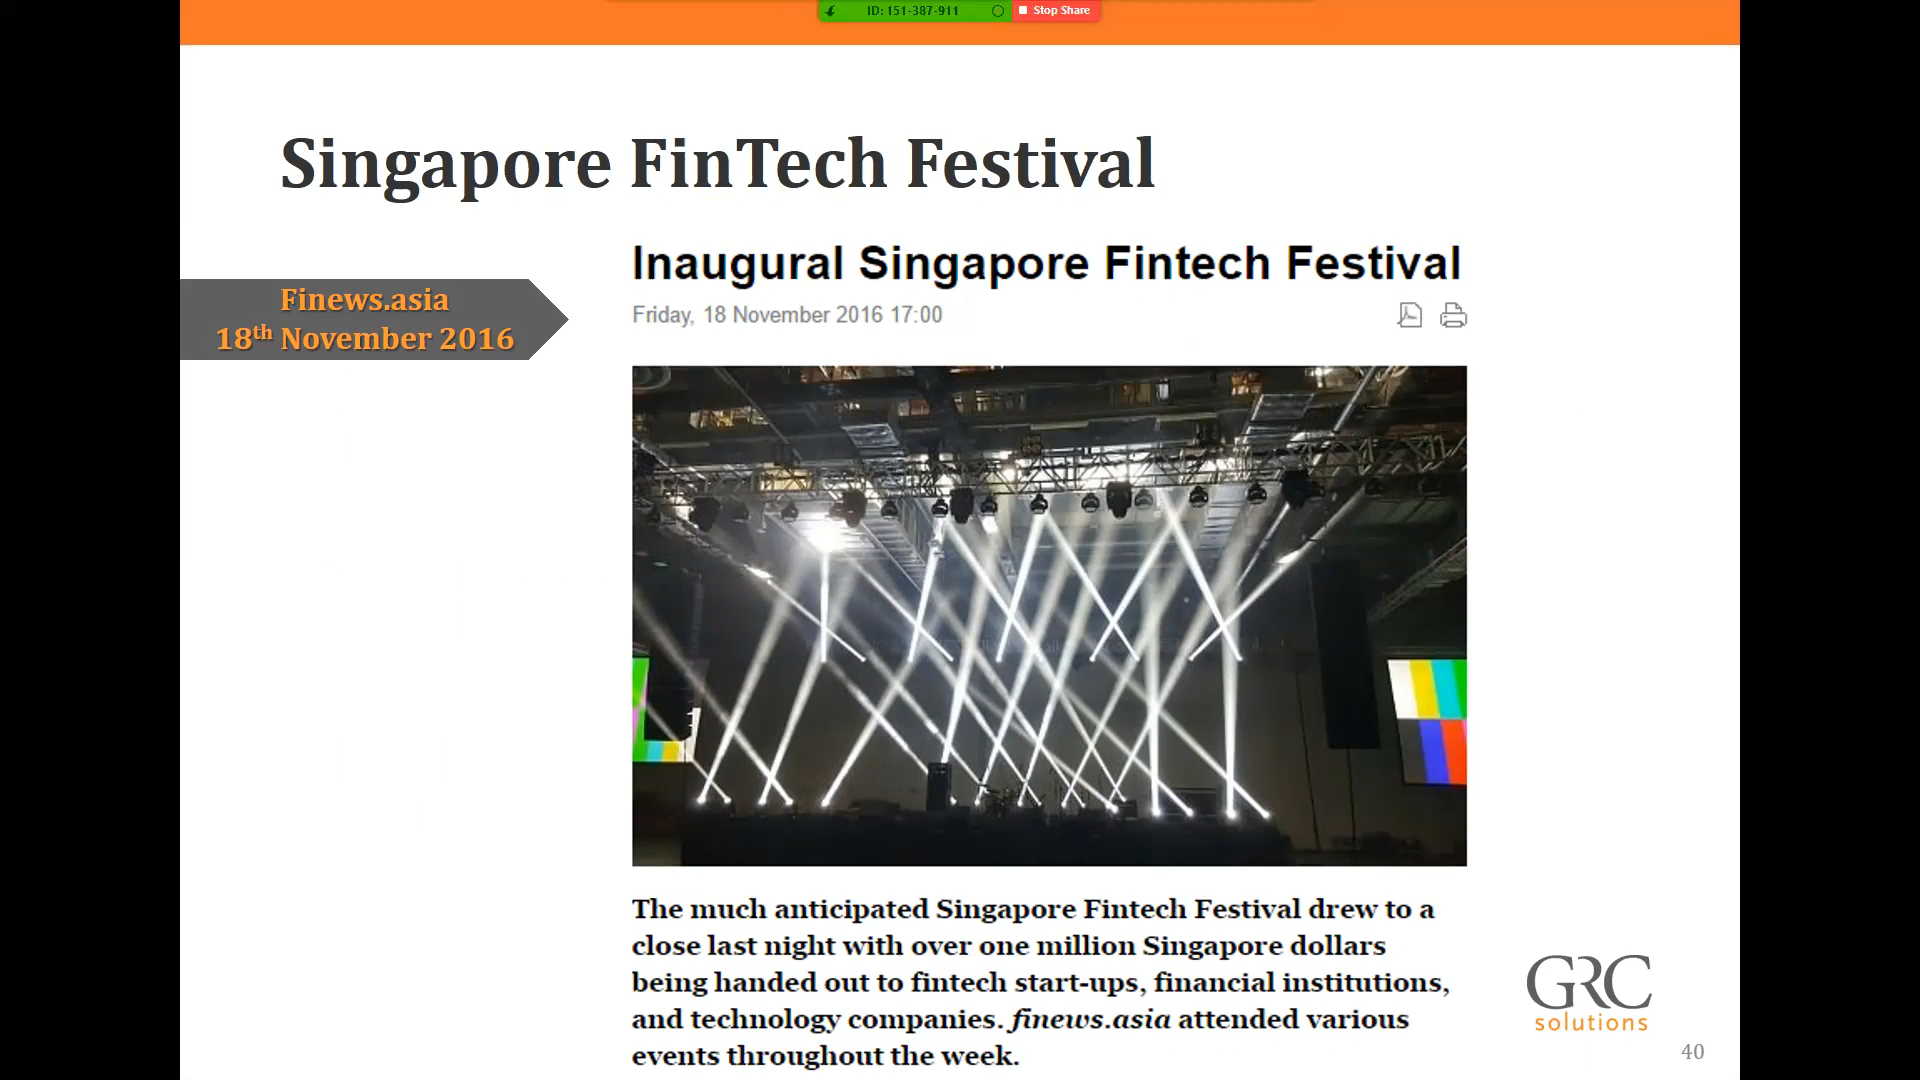 ID: 151-387-911
Stop Share
Singapore FinTech Festival
Finews.asia
18th November 2016
Inaugural Singapore Fintech Festival
Friday, 18 November 2016 17:00
The much anticipated Singapore Fintech Festival drew to a
close last night with over one million Singapore dollars
being handed out to fintech start-ups, financial institutions,
and technology companies. finews.asia attended various
events throughout the week.
GRC
solutions
40